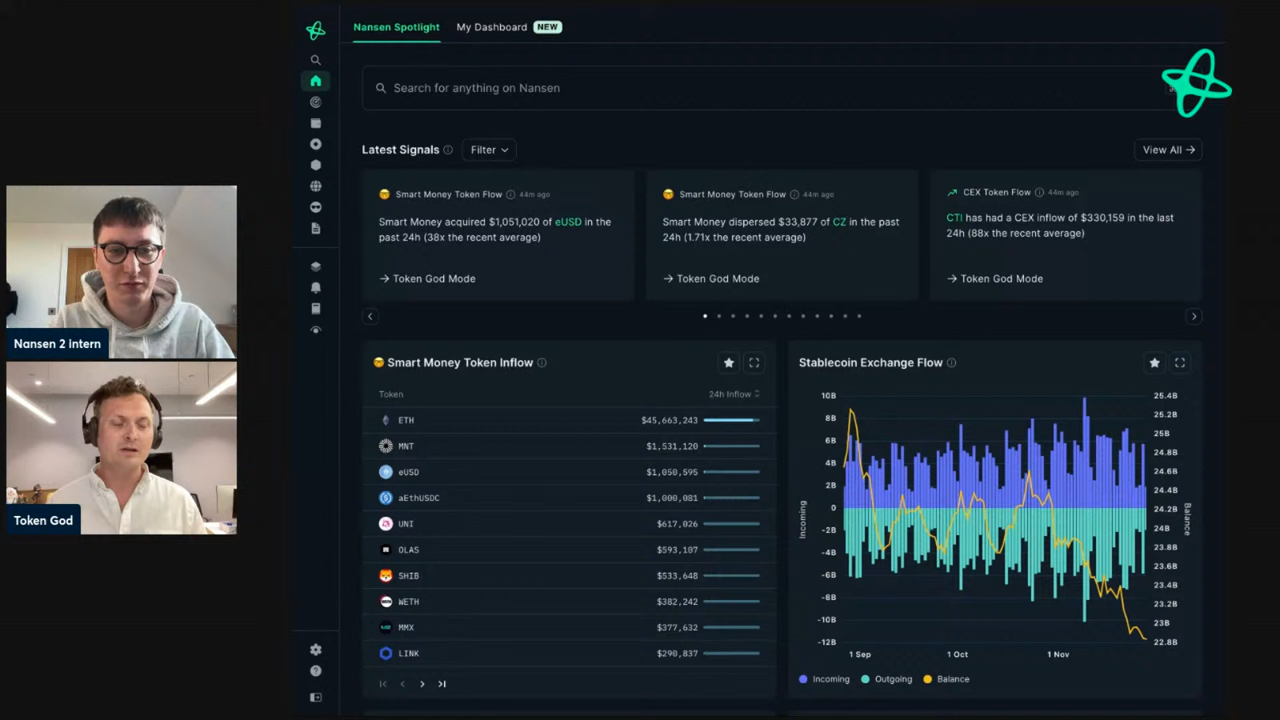 Nansen Spotlight
My Dashboard
NEW
Search for anything on Nansen
Latest Signals
Filter
View All
Smart Money Token Flow
44m ago
Smart Money acquired $1,051,020 of eUSD in the
past 24h (38x the recent average)
Token God Mode
Smart Money Token Flow
44m ago
Smart Money dispersed $33,877 of CZ in the past
24h (1.71x the recent average)
Token God Mode
CEX Token Flow
44m ago
CTI has had a CEX inflow of $330,159 in the last
24h (88x the recent average)
Token God Mode
Nansen 2 Intern
Token God
Smart Money Token Inflow
Token
24h Inflow
ETH
$45,663,243
MNT
$1,531,120
eUSD
$1,050,595
aEthUSDC
$1,000,081
UNI
$617,026
OLAS
$593,107
SHIB
$533,648
WETH
$382,242
MMX
$377,632
LINK
$290,837
Stablecoin Exchange Flow
10B
8B
6B
4B
2B
0
-2B
-4B
-6B
-8B
-10B
-12B
Incoming
25.4B
25.2B
25B
24.8B
24.6B
24.4B
24.2B
24B
23.8B
23.6B
23.4B
23.2B
23B
22.8B
Balance
1 Sep
1 Oct
1 Nov
Incoming
Outgoing
Balance